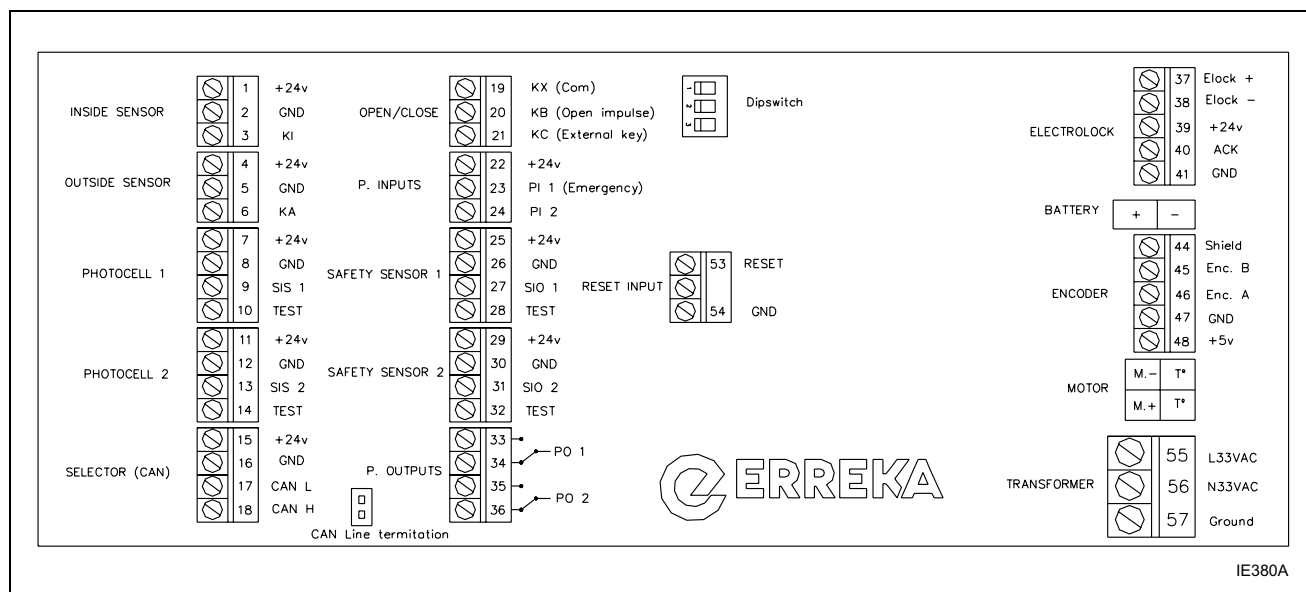 INSIDE SENSOR
1 +24v
2 GND
3 KI
OUTSIDE SENSOR
4 +24v
5 GND
6 KA
PHOTOCELL 1
7 +24v
8 GND
9 SIS 1
10 TEST
PHOTOCELL 2
11 +24v
12 GND
13 SIS 2
14 TEST
SELECTOR (CAN)
15 +24v
16 GND
17 CAN L
18 CAN H
CAN Line termitation
OPEN/CLOSE
19 KX (Com)
20 KB (Open impulse)
21 KC (External key)
P. INPUTS
22 +24v
23 PI 1 (Emergency)
24 PI 2
SAFETY SENSOR 1
25 +24v
26 GND
27 SIO 1
28 TEST
SAFETY SENSOR 2
29 +24v
30 GND
31 SIO 2
32 TEST
P. OUTPUTS
33
34 PO 1
35
36 PO 2
1
2
3
Dipswitch
RESET INPUT
53 RESET
54 GND
ERREKA
ELECTROLOCK
37 Elock +
38 Elock -
39 +24v
40 ACK
41 GND
BATTERY + -
ENCODER
44 Shield
45 Enc. B
46 Enc. A
47 GND
48 +5v
MOTOR
M.- Tª
M.+ Tª
TRANSFORMER
55 L33VAC
56 N33VAC
57 Ground
IE380A